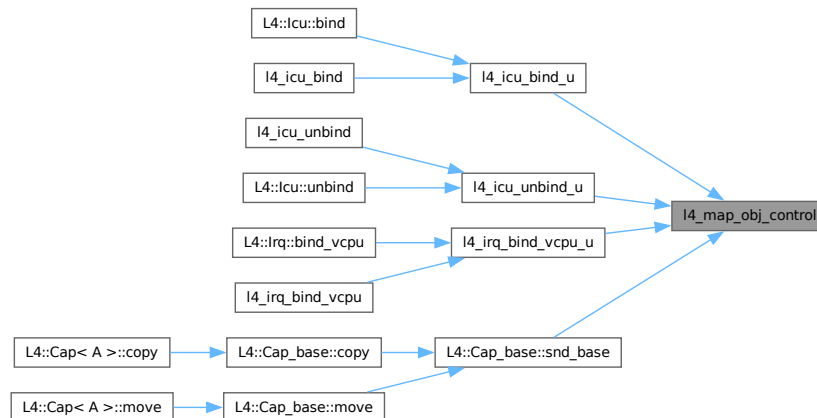 L4::Icu::bind
l4_icu_bind
l4_icu_bind_u
l4_icu_unbind
L4::Icu::unbind
l4_icu_unbind_u
l4_map_obj_control
L4::Irq::bind_vcpu
l4_irq_bind_vcpu_u
l4_irq_bind_vcpu
L4::Cap< A >::copy
L4::Cap_base::copy
L4::Cap_base::snd_base
L4::Cap< A >::move
L4::Cap_base::move